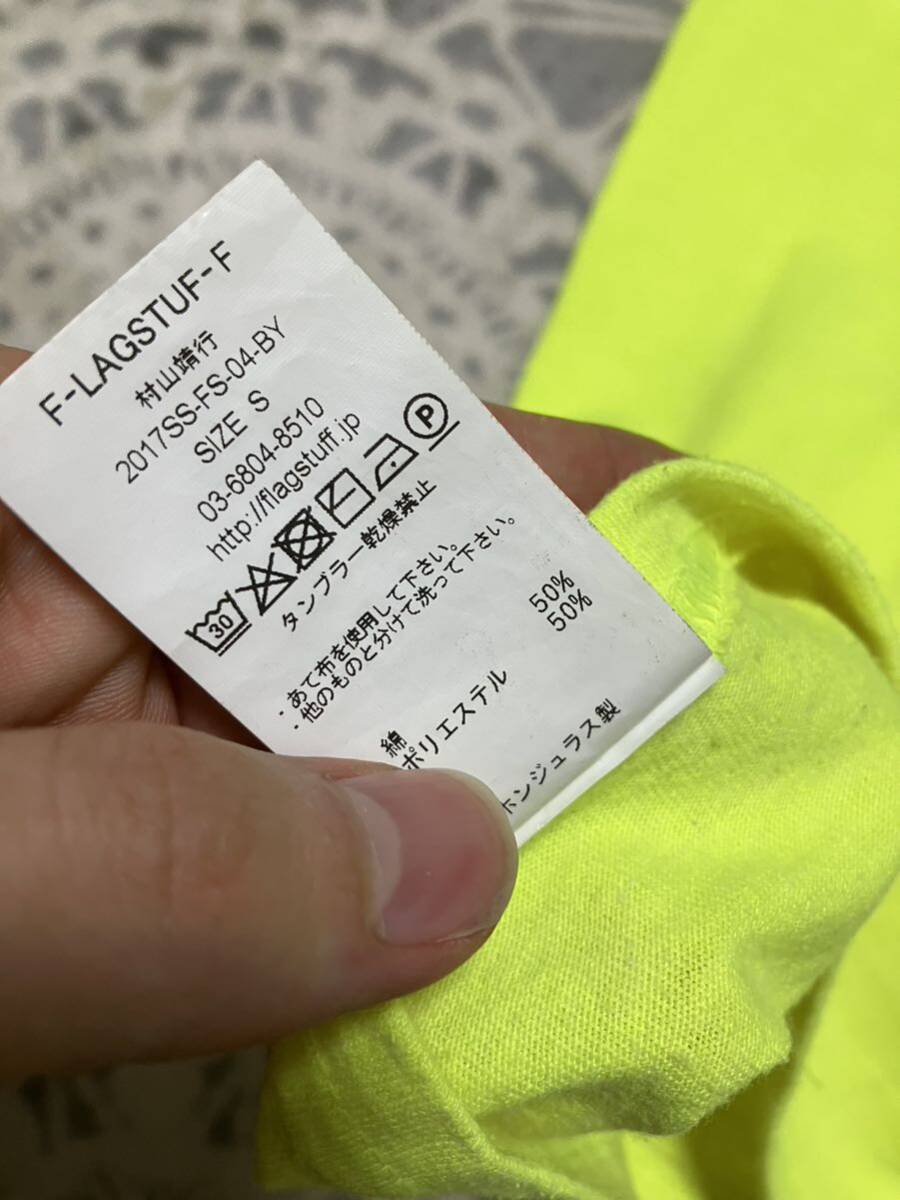 F-LAGSTUF-F
村山靖行
2017SS-FS-04-BY
SIZE S
03-6804-8510
http://flagstuff.jp
30 P
タンブラー乾燥禁止
・あて布を使用して下さい。
・他のものと分けて洗って下さい。
綿 50%
ポリエステル 50%
ホンジュラス製